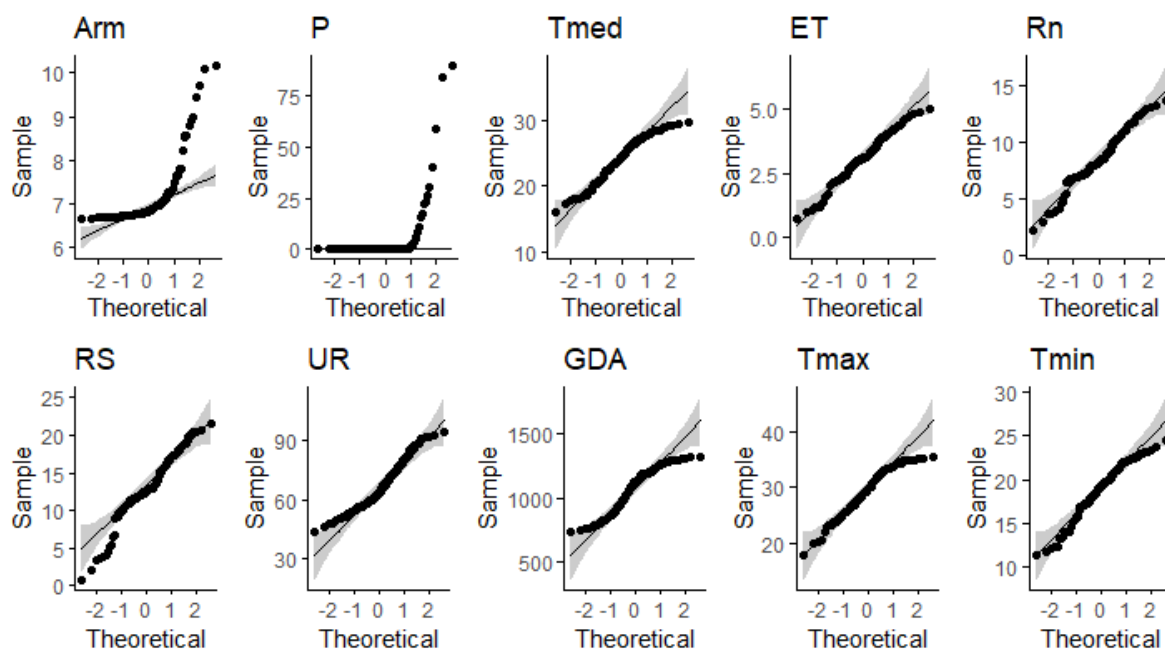 Arm P Tmed ET Rn
10 9 8 7 6 Sample
75 50 25 0 Sample
30 20 10 Sample
5.0 2.5 0.0 Sample
15 10 5 0 Sample
-2 -1 0 1 2 -2 -1 0 1 2 -2 -1 0 1 2 -2 -1 0 1 2 -2 -1 0 1 2
Theoretical Theoretical Theoretical Theoretical Theoretical
RS UR GDA Tmax Tmin
25 20 15 10 5 0 Sample
90 60 30 Sample
1500 1000 500 Sample
40 30 20 Sample
30 25 20 15 10 Sample
-2 -1 0 1 2 -2 -1 0 1 2 -2 -1 0 1 2 -2 -1 0 1 2 -2 -1 0 1 2
Theoretical Theoretical Theoretical Theoretical Theoretical